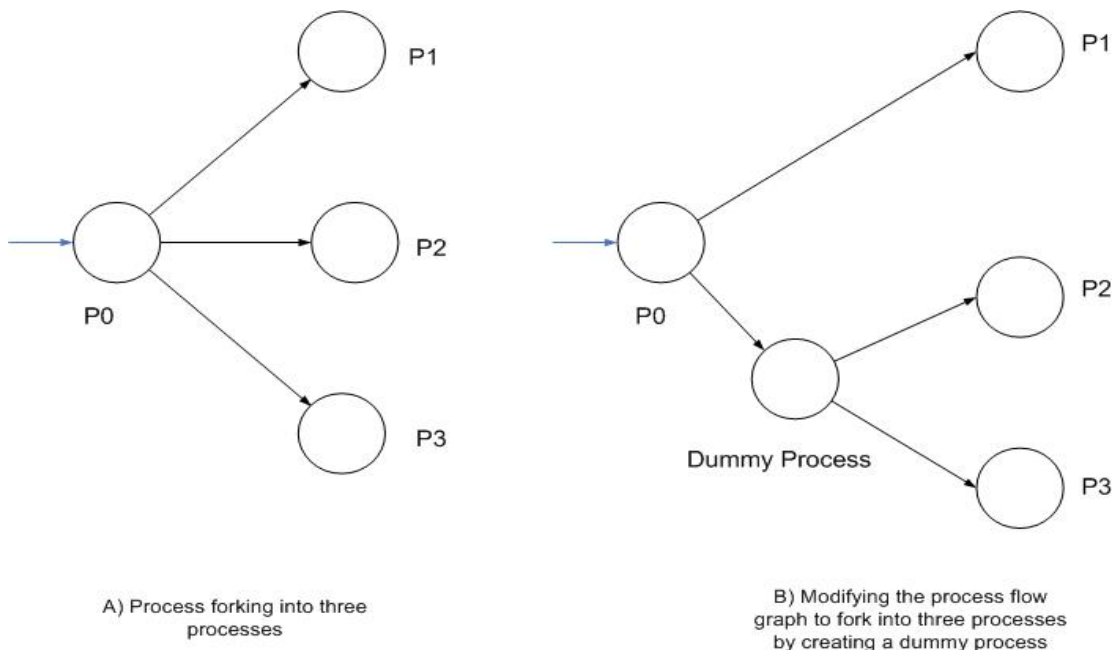 P1
P2
P0
P3
A) Process forking into three
processes
P1
P0
P2
Dummy Process
P3
B) Modifying the process flow
graph to fork into three processes
by creating a dummy process